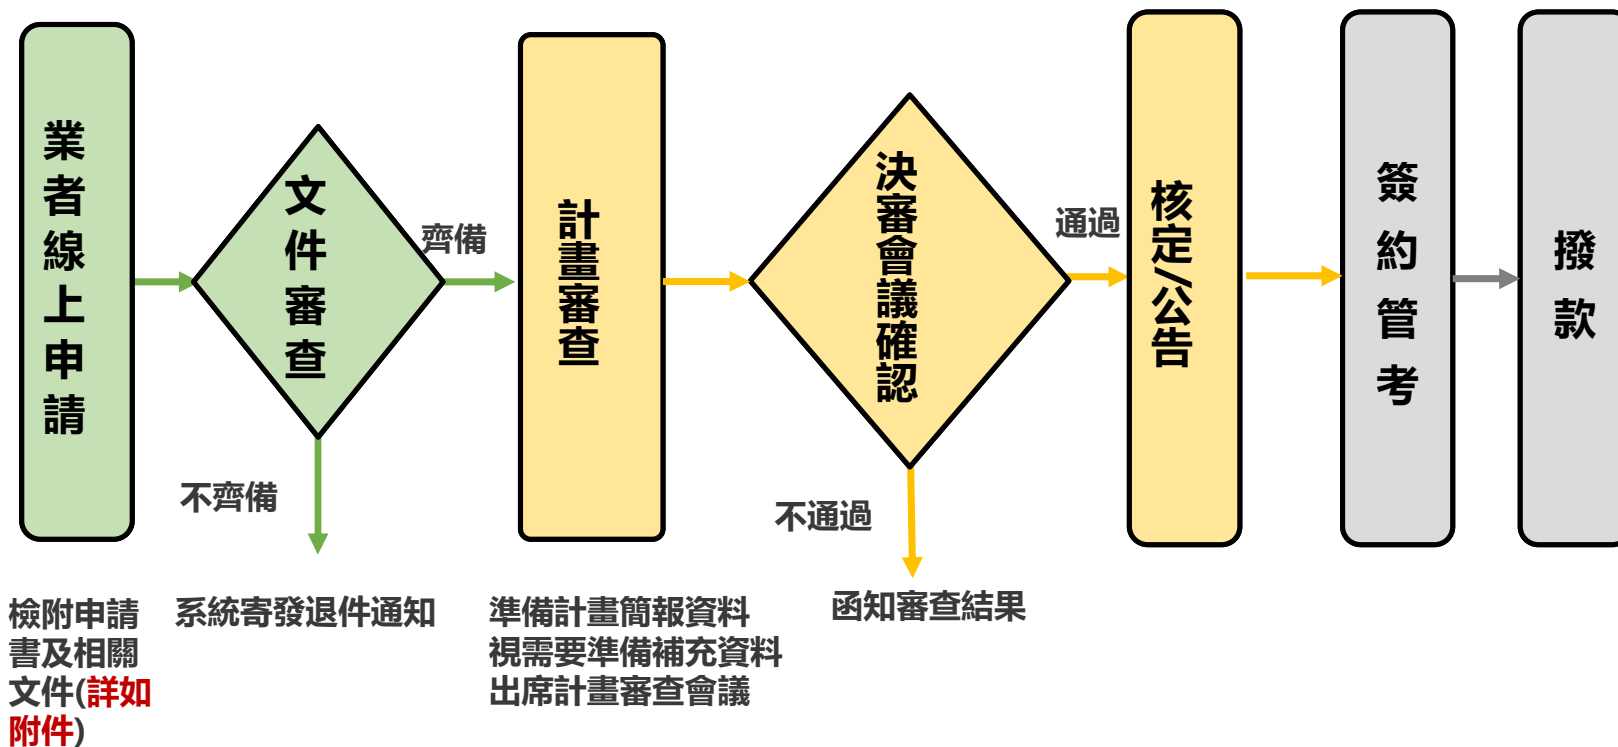 業者線上申請
文件審查
齊備
計畫審查
決審會議確認
通過
核定/公告
簽約管考
撥款
不齊備
不通過
檢附申請
書及相關
文件(詳如
附件)
系統寄發退件通知
準備計畫簡報資料
視需要準備補充資料
出席計畫審查會議
函知審查結果